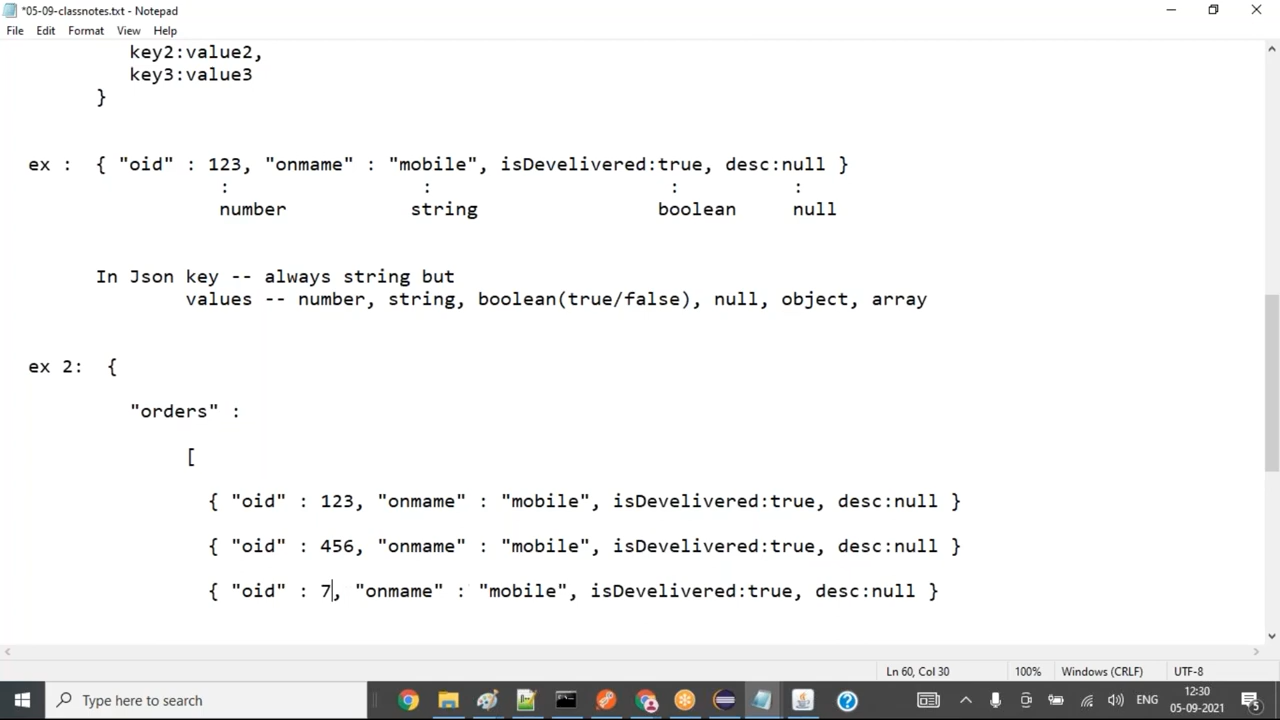 *05-09-classnotes.txt - Notepad
File Edit Format View Help
key2:value2,
key3:value3
}
ex : { "oid" : 123, "onmame" : "mobile", isDevelivered:true, desc:null }
: : : :
number string boolean null
In Json key -- always string but
values -- number, string, boolean(true/false), null, object, array
ex 2: {
"orders" :
[
{ "oid" : 123, "onmame" : "mobile", isDevelivered:true, desc:null }
{ "oid" : 456, "onmame" : "mobile", isDevelivered:true, desc:null }
{ "oid" : 7, "onmame" : "mobile", isDevelivered:true, desc:null }
Ln 60, Col 30 100% Windows (CRLF) UTF-8
Type here to search
ENG
12:30
05-09-2021
5